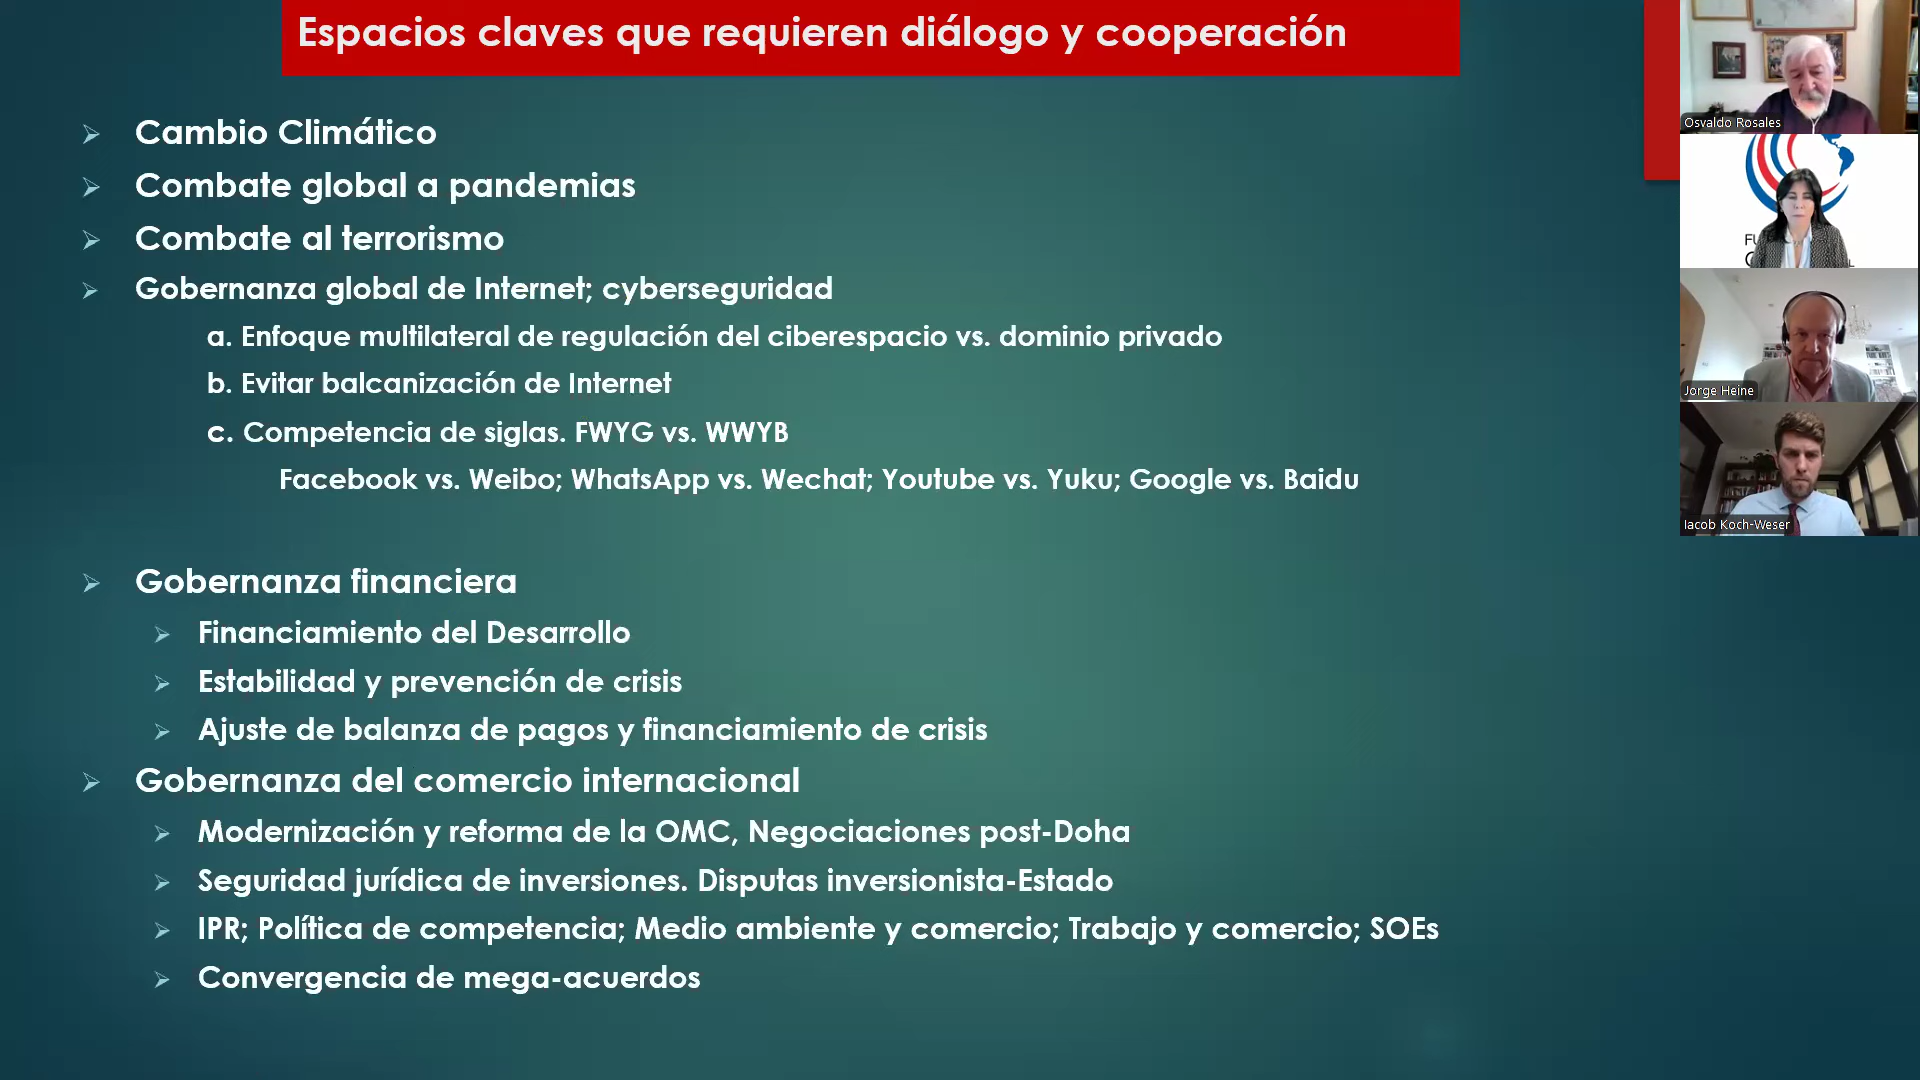 Espacios claves que requieren diálogo y cooperación
Cambio Climático
Combate global a pandemias
Combate al terrorismo
Gobernanza global de Internet; cyberseguridad
a. Enfoque multilateral de regulación del ciberespacio vs. dominio privado
b. Evitar balcanización de Internet
c. Competencia de siglas. FWYG vs. WWYB
Facebook vs. Weibo; WhatsApp vs. Wechat; Youtube vs. Yuku; Google vs. Baidu
Gobernanza financiera
Financiamiento del Desarrollo
Estabilidad y prevención de crisis
Ajuste de balanza de pagos y financiamiento de crisis
Gobernanza del comercio internacional
Modernización y reforma de la OMC, Negociaciones post-Doha
Seguridad jurídica de inversiones. Disputas inversionista-Estado
IPR; Política de competencia; Medio ambiente y comercio; Trabajo y comercio; SOEs
Convergencia de mega-acuerdos
Osvaldo Rosales
Jorge Heine
Iacob Koch-Weser